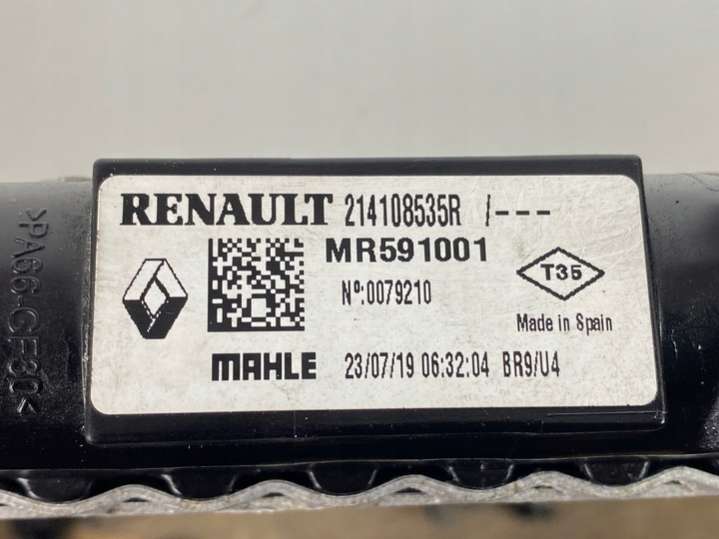 >PA66-GF30<
RENAULT 214108535R /---
MR591001
Nº:0079210
T35
Made in Spain
MAHLE 23/07/19 06:32:04 BR9/U4